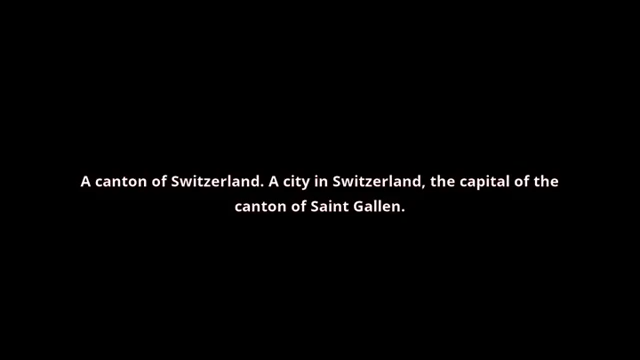 A canton of Switzerland. A city in Switzerland, the capital of the
canton of Saint Gallen.